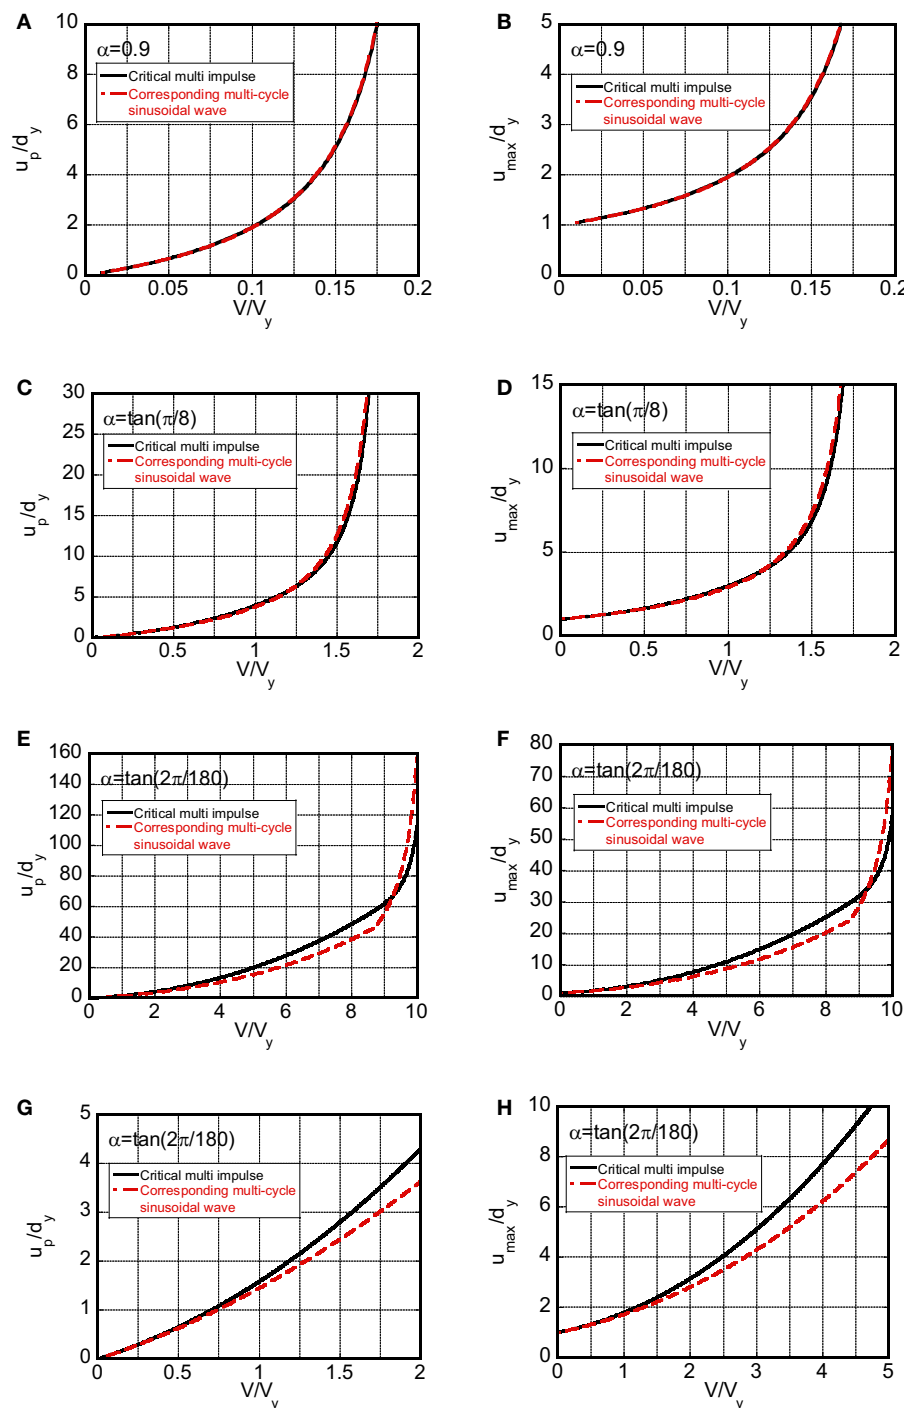 A
α=0.9
Critical multi impulse
Corresponding multi-cycle
sinusoidal wave
u_p/d_y
10
8
6
4
2
0
0 0.05 0.1 0.15 0.2
V/V_y
B
α=0.9
Critical multi impulse
Corresponding multi-cycle
sinusoidal wave
u_max/d_y
5
4
3
2
1
0
0 0.05 0.1 0.15 0.2
V/V_y
C
α=tan(π/8)
Critical multi impulse
Corresponding multi-cycle
sinusoidal wave
u_p/d_y
30
25
20
15
10
5
0
0 0.5 1 1.5 2
V/V_y
D
α=tan(π/8)
Critical multi impulse
Corresponding multi-cycle
sinusoidal wave
u_max/d_y
15
10
5
0
0 0.5 1 1.5 2
V/V_y
E
α=tan(2π/180)
Critical multi impulse
Corresponding multi-cycle
sinusoidal wave
u_p/d_y
160
140
120
100
80
60
40
20
0
0 2 4 6 8 10
V/V_y
F
α=tan(2π/180)
Critical multi impulse
Corresponding multi-cycle
sinusoidal wave
u_max/d_y
80
70
60
50
40
30
20
10
0
0 2 4 6 8 10
V/V_y
G
α=tan(2π/180)
Critical multi impulse
Corresponding multi-cycle
sinusoidal wave
u_p/d_y
5
4
3
2
1
0
0 0.5 1 1.5 2
V/V_y
H
α=tan(2π/180)
Critical multi impulse
Corresponding multi-cycle
sinusoidal wave
u_max/d_y
10
8
6
4
2
0
0 1 2 3 4 5
V/V_y